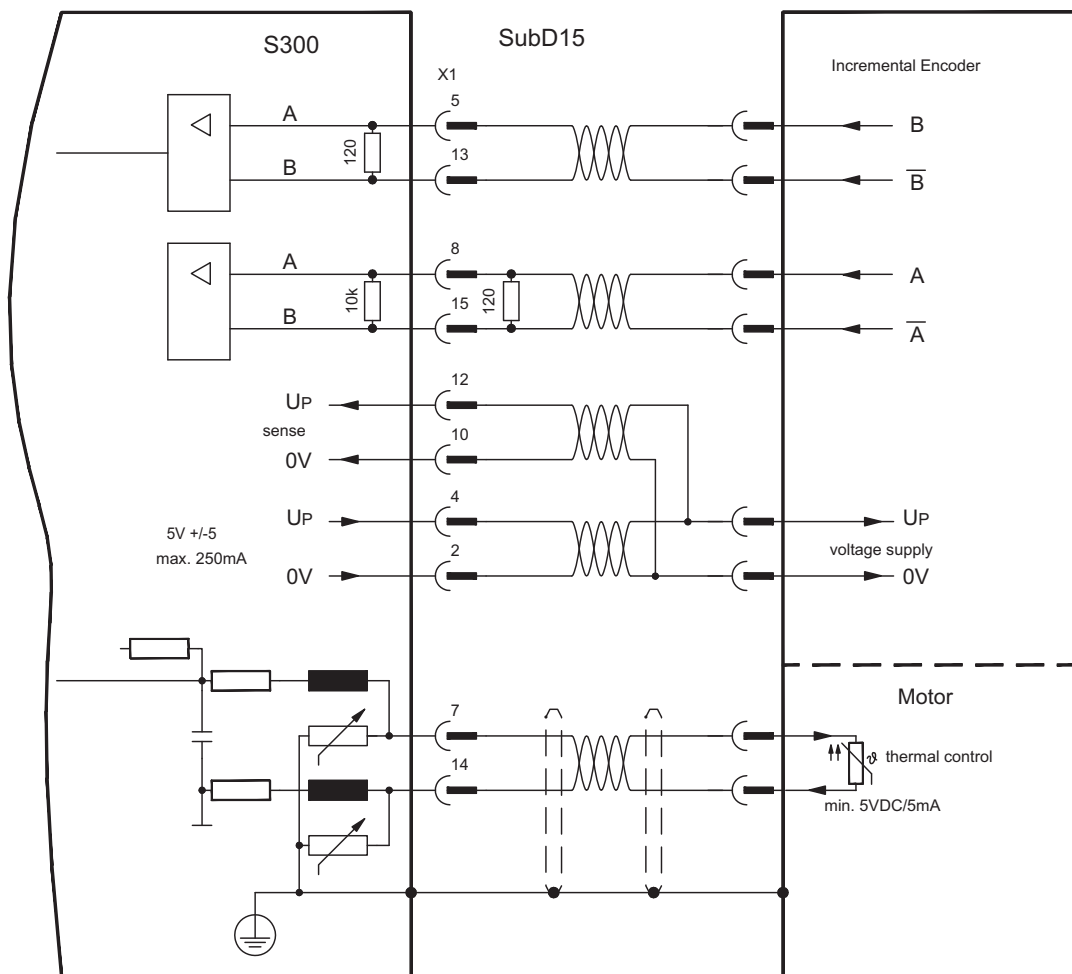 S300
SubD15
X1
Incremental Encoder
5
A
B
120
13
B
B̅
8
A
A
10k
15
120
B
A̅
12
UP
sense
10
0V
4
UP
UP
5V +/-5
max. 250mA
voltage supply
2
0V
0V
Motor
7
ϑ thermal control
14
min. 5VDC/5mA